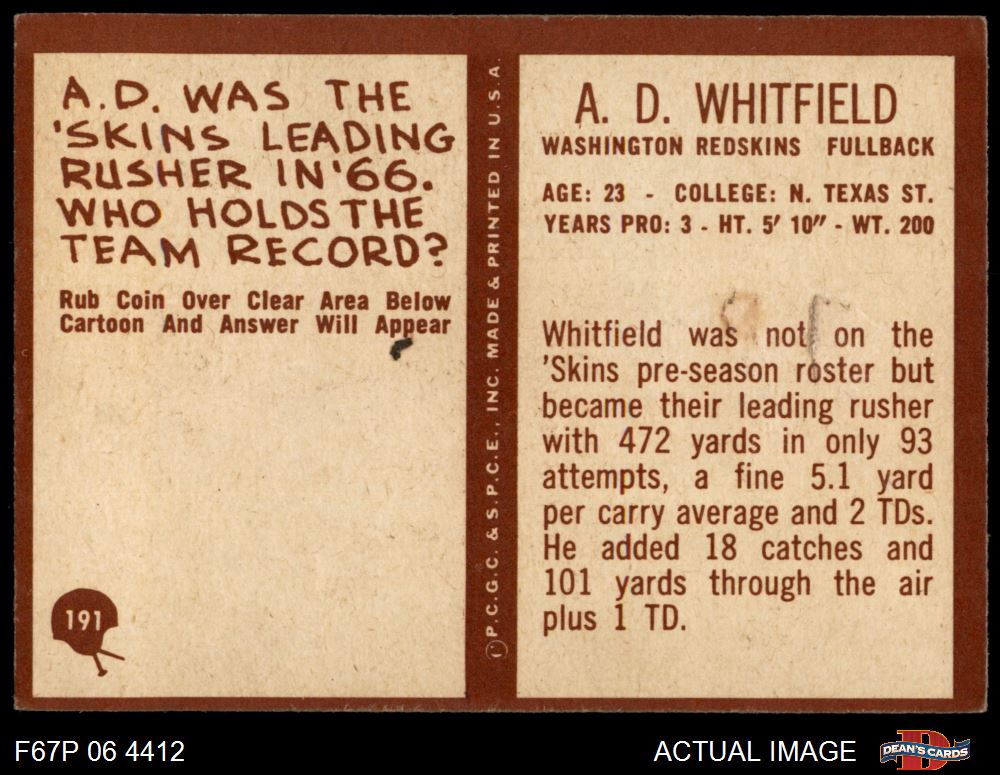 A.D. WAS THE
'SKINS LEADING
RUSHER IN '66.
WHO HOLDS THE
TEAM RECORD?
Rub Coin Over Clear Area Below
Cartoon And Answer Will Appear
191
Ⓒ P.C.G.C. & S.P.C.E., INC. MADE & PRINTED IN U.S.A.
A. D. WHITFIELD
WASHINGTON REDSKINS FULLBACK
AGE: 23 - COLLEGE: N. TEXAS ST.
YEARS PRO: 3 - HT. 5' 10" - WT. 200
Whitfield was not on the
'Skins pre-season roster but
became their leading rusher
with 472 yards in only 93
attempts, a fine 5.1 yard
per carry average and 2 TDs.
He added 18 catches and
101 yards through the air
plus 1 TD.
F67P 06 4412
ACTUAL IMAGE
D
DEAN'S CARDS